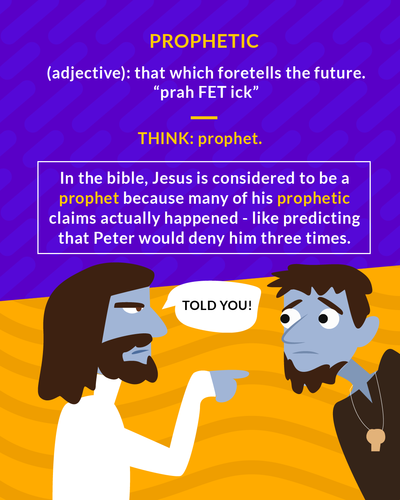 PROPHETIC
(adjective): that which foretells the future.
“prah FET ick”
THINK: prophet.
In the bible, Jesus is considered to be a
prophet because many of his prophetic
claims actually happened - like predicting
that Peter would deny him three times.
TOLD YOU!